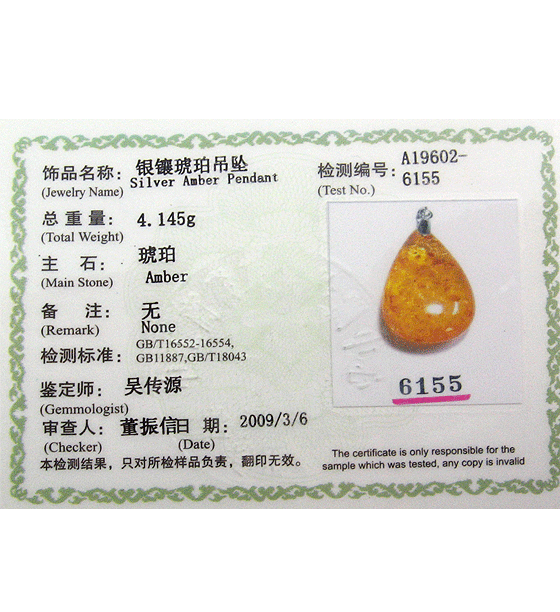 饰品名称: 银镶琥珀吊坠
(Jewelry Name) Silver Amber Pendant
检测编号: A19602-
(Test No.) 6155
总重量: 4.145g
(Total Weight)
主 石: 琥珀
(Main Stone) Amber
备 注: 无
(Remark) None
检测标准: GB/T16552-16554,
GB11887,GB/T18043
鉴定师: 吴传源
(Gemmologist)
审查人: 董振信 日 期: 2009/3/6
(Checker) (Date)
本检测结果，只对所检样品负责，翻印无效。
6155
The certificate is only responsible for the
sample which was tested, any copy is invalid